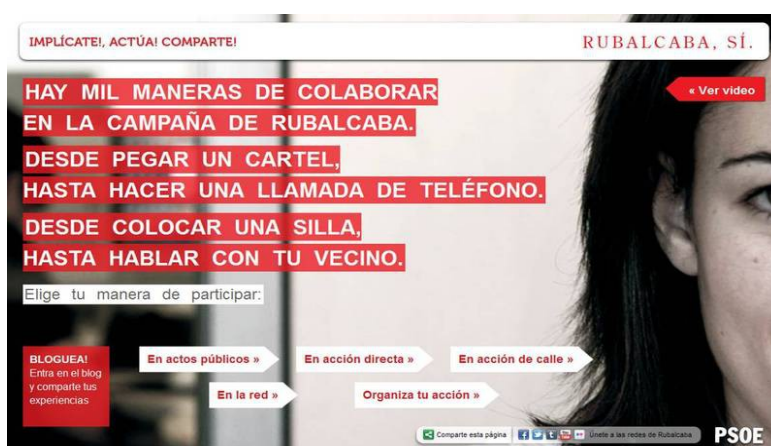 IMPLÍCATE!, ACTÚA! COMPARTE!
RUBALCABA, SÍ.
« Ver video
HAY MIL MANERAS DE COLABORAR
EN LA CAMPAÑA DE RUBALCABA.
DESDE PEGAR UN CARTEL,
HASTA HACER UNA LLAMADA DE TELÉFONO.
DESDE COLOCAR UNA SILLA,
HASTA HABLAR CON TU VECINO.
Elige tu manera de participar:
BLOGUEA!
Entra en el blog
y comparte tus
experiencias
En actos públicos »
En acción directa »
En acción de calle »
En la red »
Organiza tu acción »
Comparte esta página
Únete a las redes de Rubalcaba
PSOE